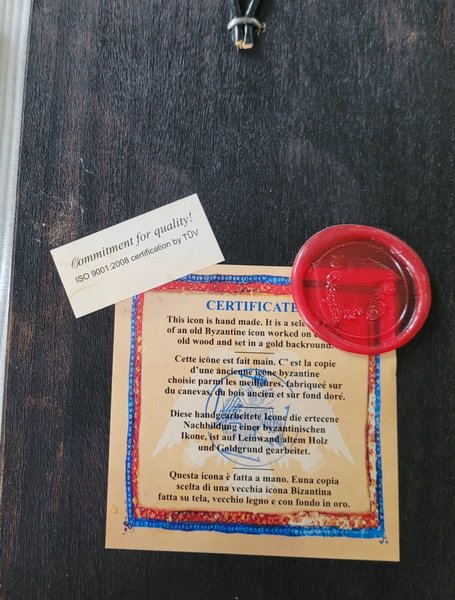 Commitment for quality!
ISO 9001:2008 certification by TÜV
CERTIFICATE
This icon is hand made. It is a sele
of an old Byzantine icon worked on
old wood and set in a gold backround.
Cette icône est fait main. C' est la copie
d'une ancienne icone byzantine
choisie parmi les meilleures, fabriqueé sur
du canevas, du bois ancien et sur fond doré.
Diese handgearbeitete Icone die ertecene
Nachbildung einer byzantinischen
Ikone, ist auf Leinwand altem Holz
und Goldgrund gearbeitet.
Questa icona è fatta a mano. Euna copia
scelta di una vecchia icona Bizantina
fatta su tela, vecchio legno e con fondo in oro.